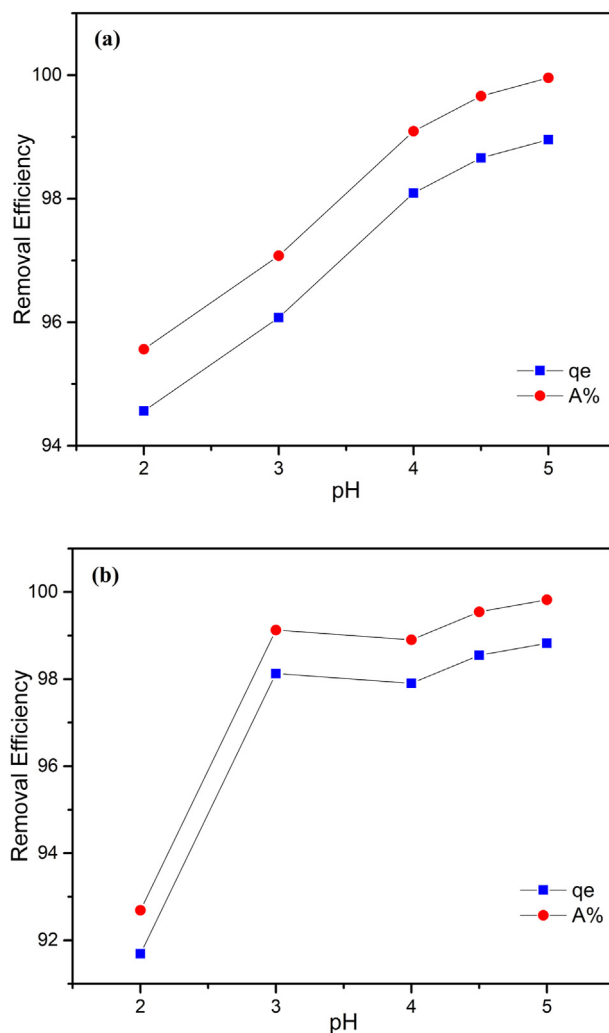 (a)
100
98
96
94
Removal Efficiency
qe
A%
2 3 4 5
pH
(b)
100
98
96
94
92
Removal Efficiency
qe
A%
2 3 4 5
pH